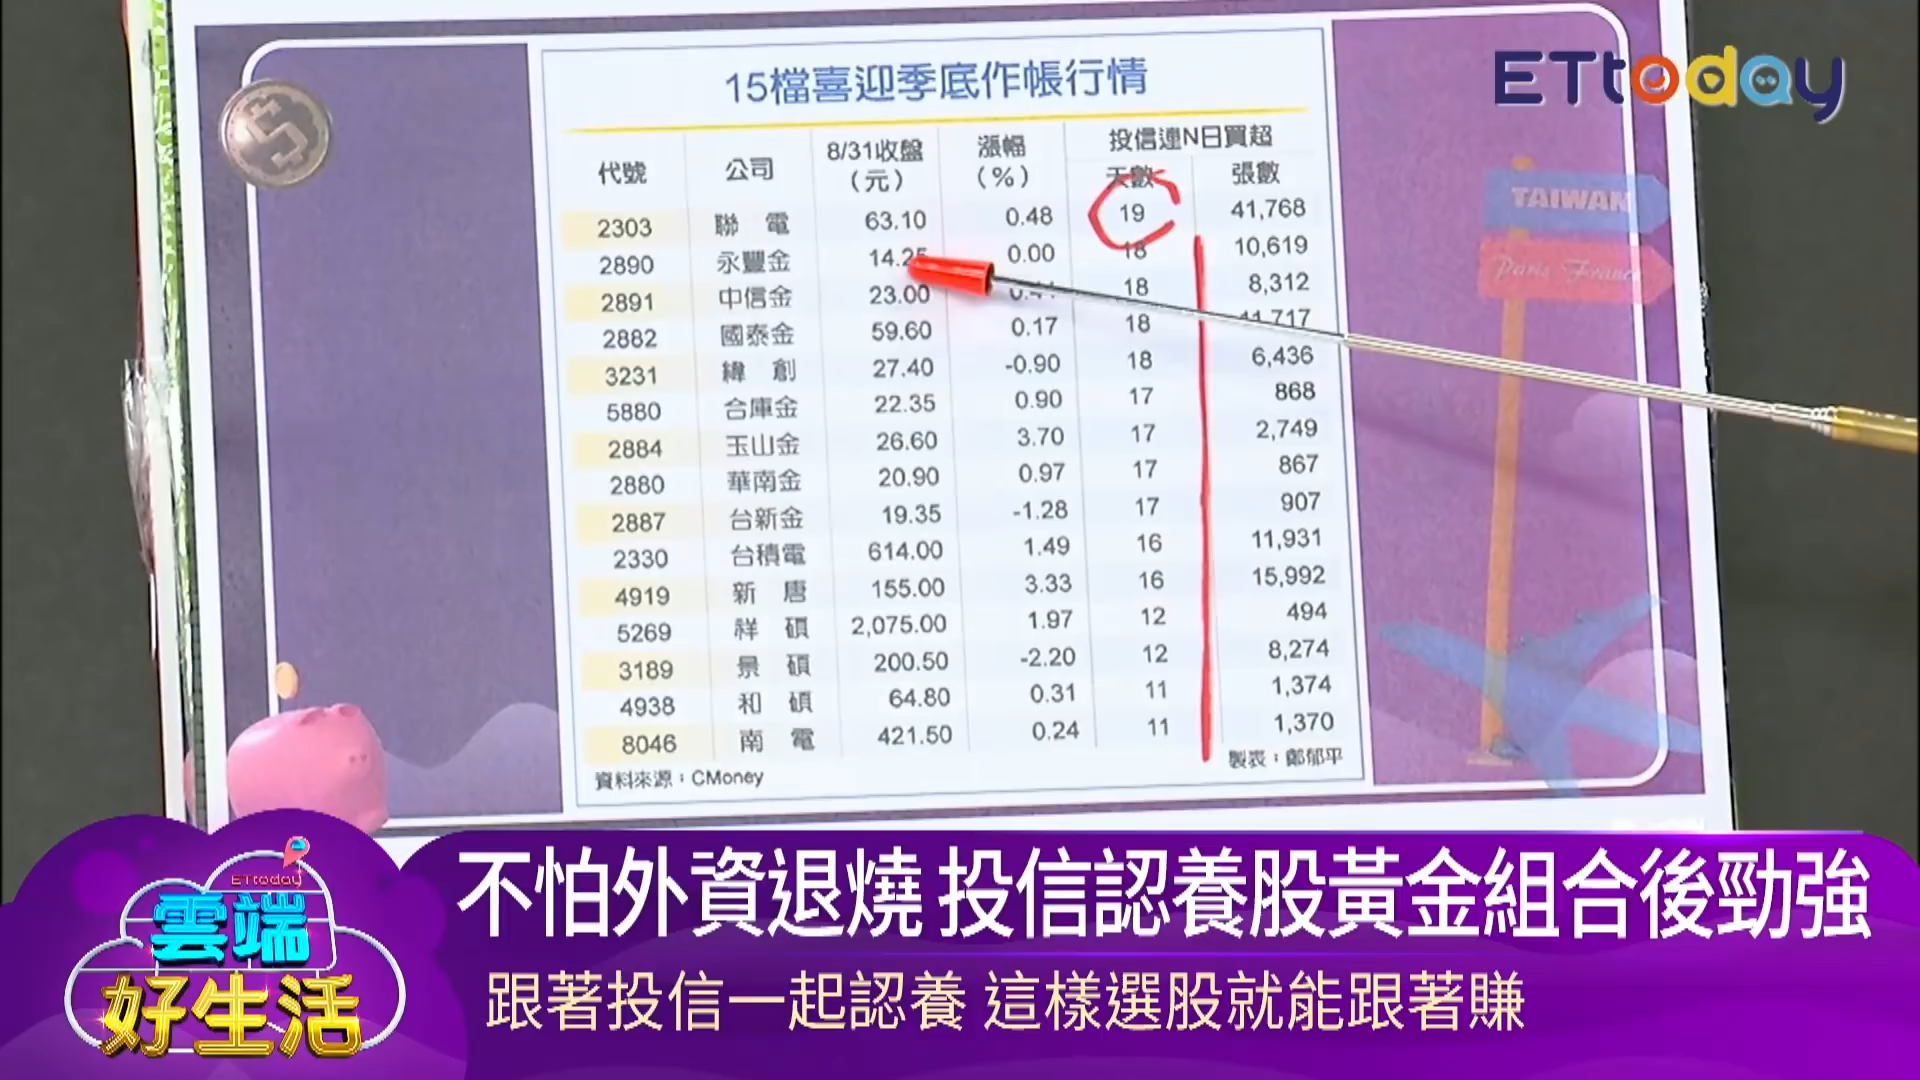 ETtoday
15檔喜迎季底作帳行情
代號 公司 8/31收盤(元) 漲幅(%) 投信連N日買超
天數 張數
2303 聯電 63.10 0.48 19 41,768
2890 永豐金 14.25 0.00 18 10,619
2891 中信金 23.00 18 8,312
2882 國泰金 59.60 0.17 18 11,717
3231 緯創 27.40 -0.90 18 6,436
5880 合庫金 22.35 0.90 17 868
2884 玉山金 26.60 3.70 17 2,749
2880 華南金 20.90 0.97 17 867
2887 台新金 19.35 -1.28 17 907
2330 台積電 614.00 1.49 16 11,931
4919 新唐 155.00 3.33 16 15,992
5269 祥碩 2,075.00 1.97 12 494
3189 景碩 200.50 -2.20 12 8,274
4938 和碩 64.80 0.31 11 1,374
8046 南電 421.50 0.24 11 1,370
資料來源：CMoney 製表：鄭郁平
TAIWAN
Paris France
ETtoday
雲端
好生活
不怕外資退燒 投信認養股黃金組合後勁強
跟著投信一起認養 這樣選股就能跟著賺